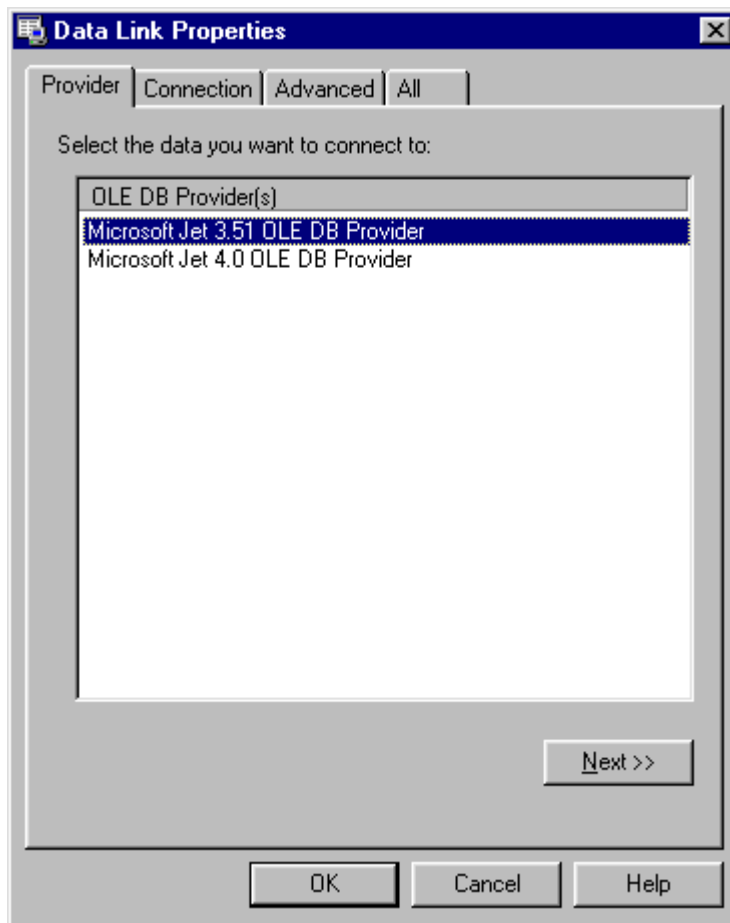 Data Link Properties
Provider Connection Advanced All
Select the data you want to connect to:
OLE DB Provider(s)
Microsoft Jet 3.51 OLE DB Provider
Microsoft Jet 4.0 OLE DB Provider
Next >>
OK Cancel Help